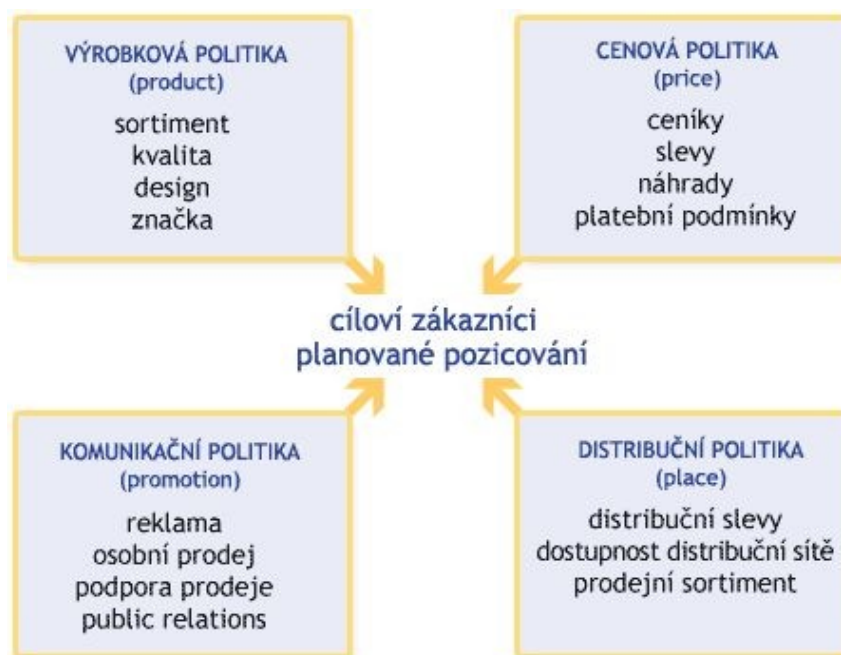 VÝROBKOVÁ POLITIKA
(product)
sortiment
kvalita
design
značka
CENOVÁ POLITIKA
(price)
ceníky
slevy
náhrady
platební podmínky
cíloví zákazníci
planované pozicování
KOMUNIKAČNÍ POLITIKA
(promotion)
reklama
osobní prodej
podpora prodeje
public relations
DISTRIBUČNÍ POLITIKA
(place)
distribuční slevy
dostupnost distribuční sítě
prodejní sortiment